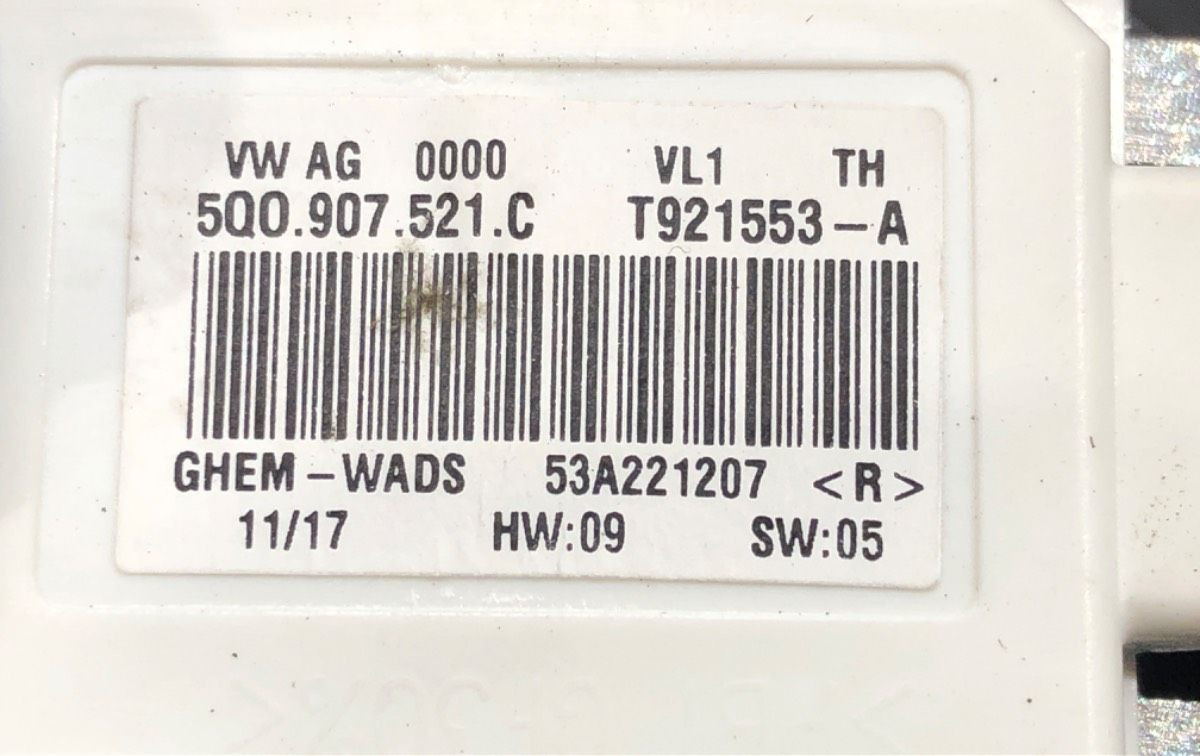 VW AG 0000 VL1 TH
5Q0.907.521.C T921553-A
GHEM-WADS 53A221207 <R>
11/17 HW:09 SW:05